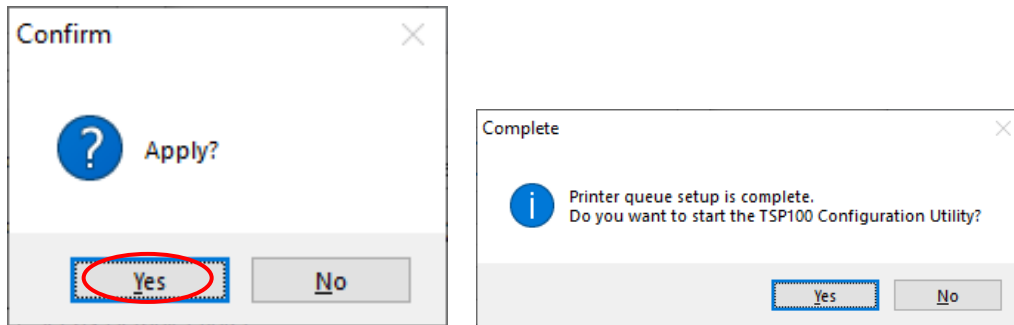 Confirm
?
Apply?
Yes
No
Complete
i
Printer queue setup is complete.
Do you want to start the TSP100 Configuration Utility?
Yes
No